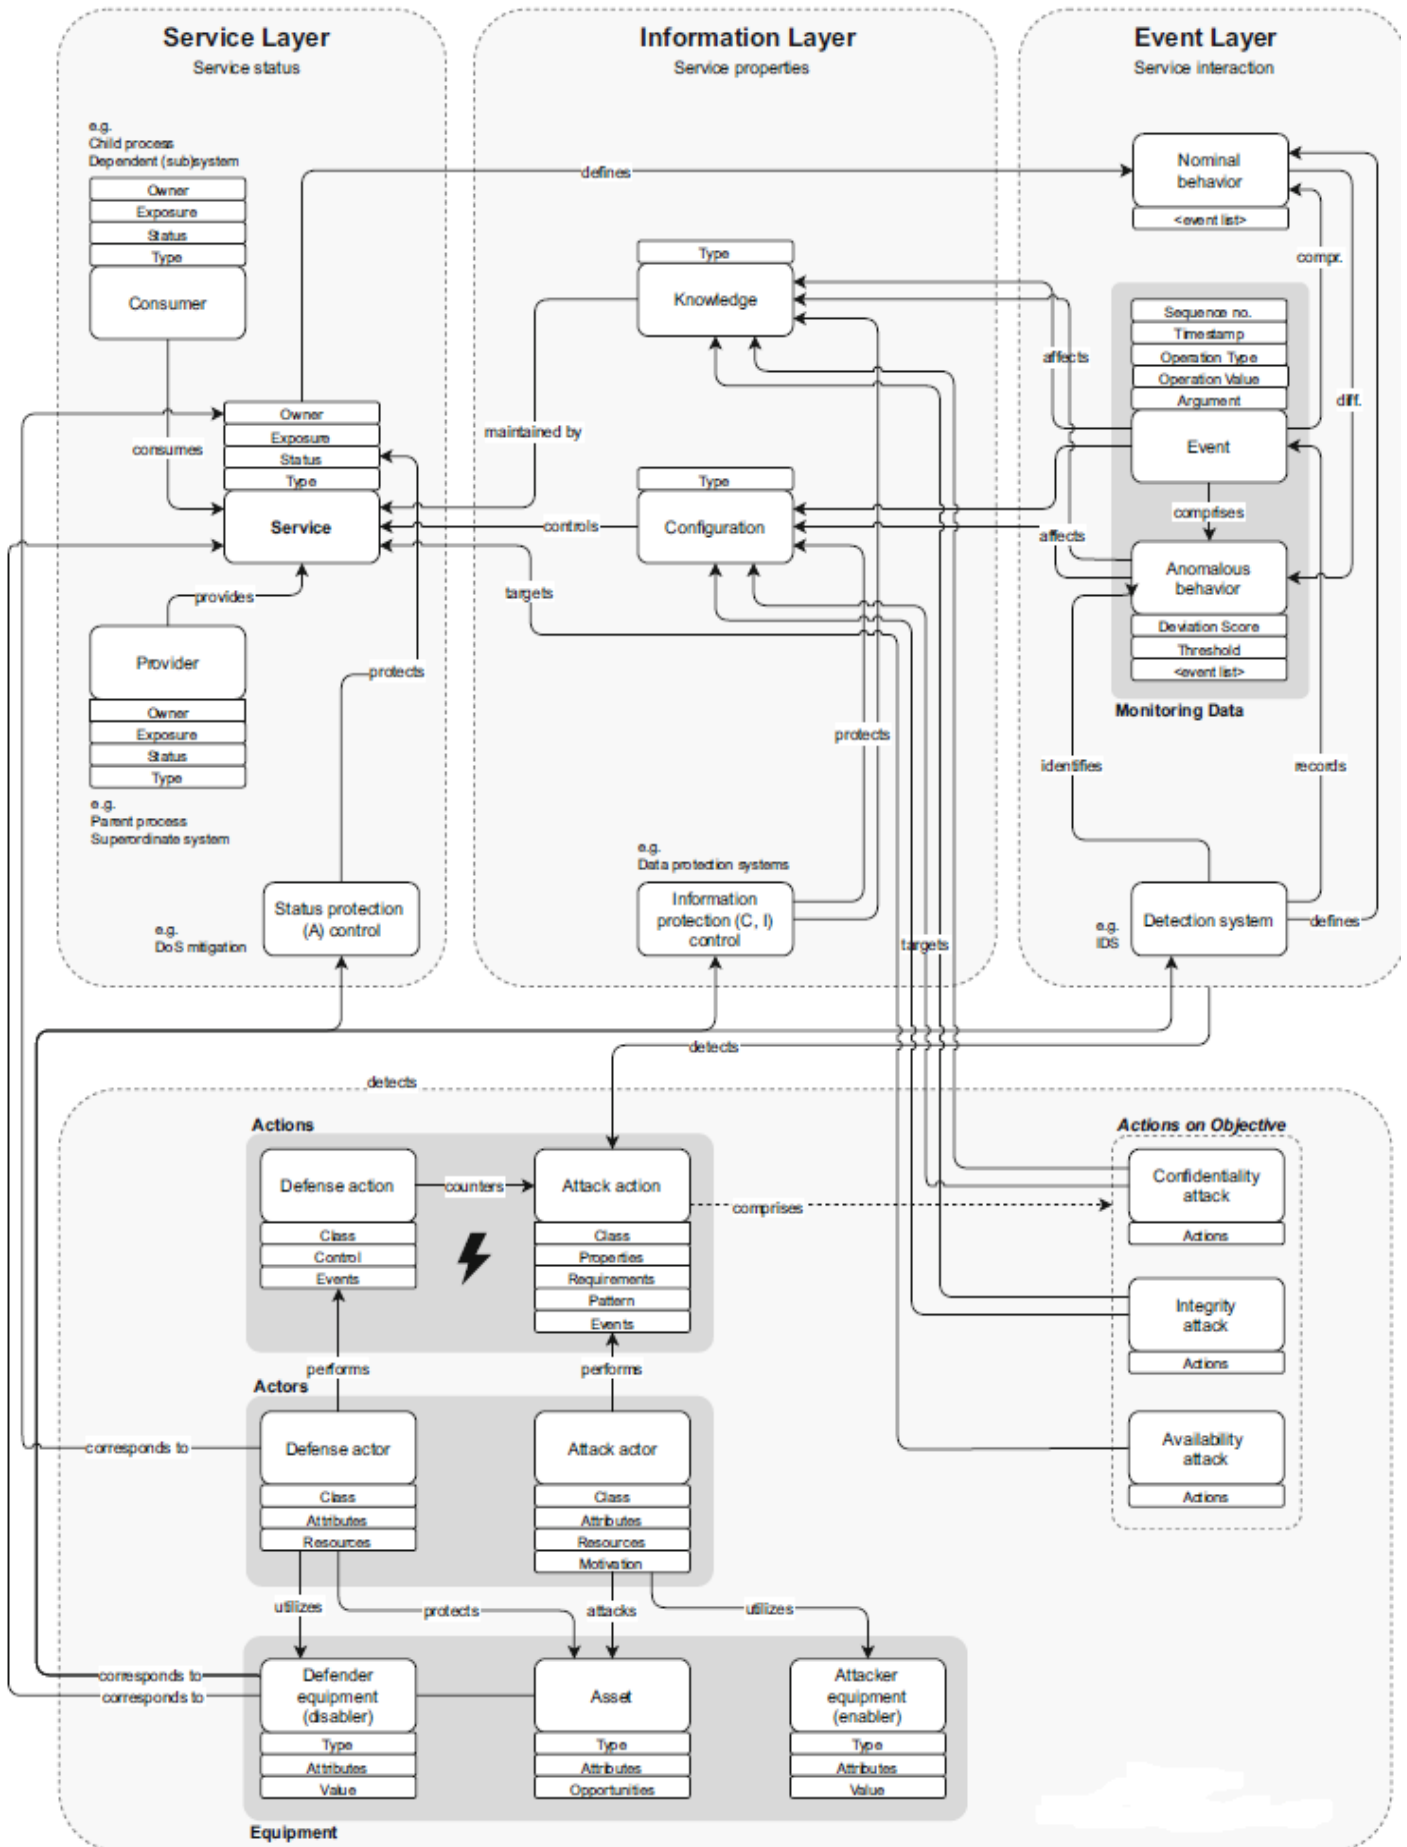 Service Layer
Service status
e.g.
Child process
Dependent (sub)system
Owner
Exposure
Status
Type
Consumer
consumes
Owner
Exposure
Status
Type
Service
provides
Provider
Owner
Exposure
Status
Type
e.g.
Parent process
Superordinate system
protects
Status protection
(A) control
e.g.
DoS mitigation
Information Layer
Service properties
defines
Type
Knowledge
maintained by
Type
Configuration
controls
targets
protects
e.g.
Data protection systems
Information
protection (C, I)
control
targets
Event Layer
Service interaction
Nominal
behavior
<event list>
compr.
Sequence no.
Timestamp
Operation Type
Operation Value
Argument
Event
affects
diff.
comprises
affects
Anomalous
behavior
Deviation Score
Threshold
<event list>
Monitoring Data
identifies
records
Detection system
defines
e.g.
IDS
detects
detects
Actions
Defense action
Class
Control
Events
counters
Attack action
Class
Properties
Requirements
Pattern
Events
comprises
Actions on Objective
Confidentiality
attack
Actions
Integrity
attack
Actions
Availability
attack
Actions
performs
performs
Actors
corresponds to
Defense actor
Class
Attributes
Resources
Attack actor
Class
Attributes
Resources
Motivation
utilizes
protects
attacks
utilizes
corresponds to
corresponds to
Defender
equipment
(disabler)
Type
Attributes
Value
Asset
Type
Attributes
Opportunities
Attacker
equipment
(enabler)
Type
Attributes
Value
Equipment